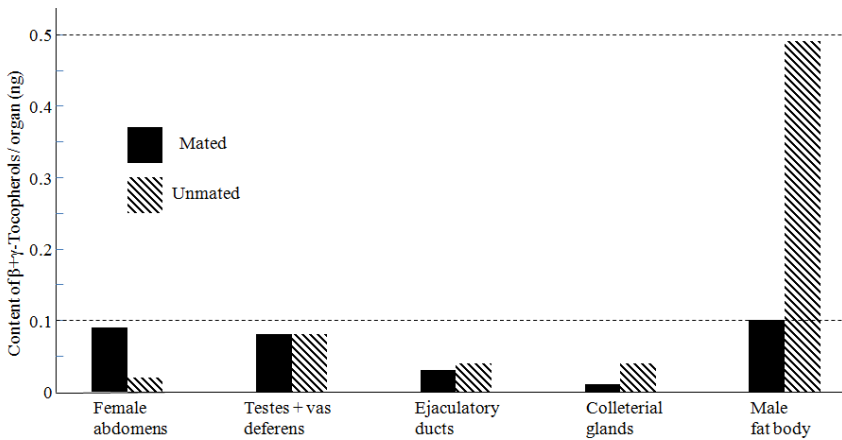 Content of β+γ-Tocopherols / organ (ng)
0.5
0.4
0.3
0.2
0.1
0
Mated
Unmated
Female
abdomens
Testes + vas
deferens
Ejaculatory
ducts
Colleterial
glands
Male
fat body